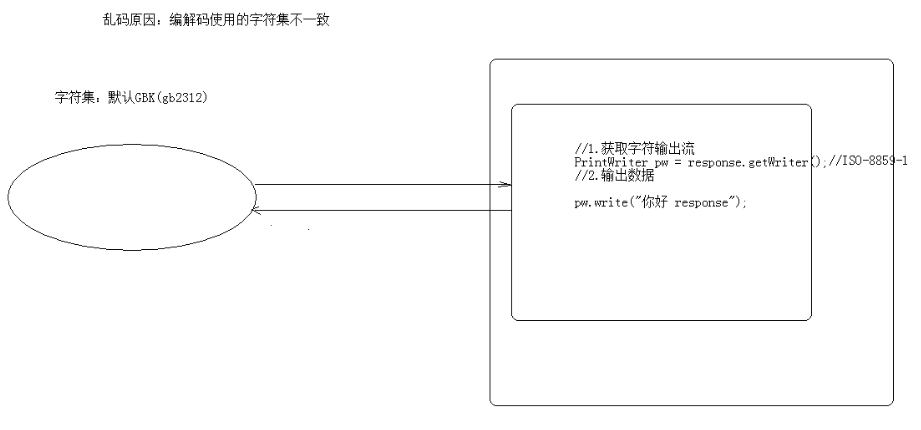 乱码原因：编解码使用的字符集不一致
字符集：默认GBK(gb2312)
//1.获取字符输出流
PrintWriter pw = response.getWriter();//ISO-8859-1
//2.输出数据
pw.write("你好 response");